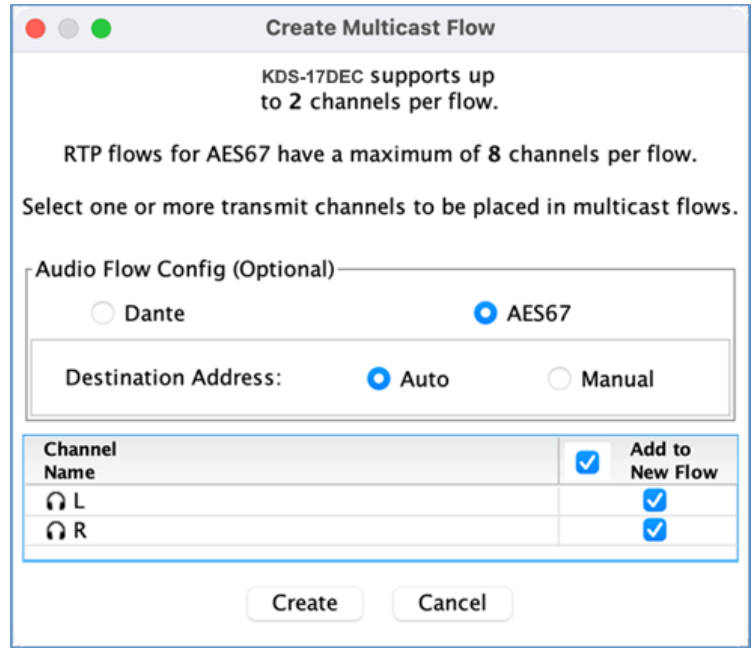 Create Multicast Flow
KDS-17DEC supports up
to 2 channels per flow.
RTP flows for AES67 have a maximum of 8 channels per flow.
Select one or more transmit channels to be placed in multicast flows.
Audio Flow Config (Optional)
Dante AES67
Destination Address: Auto Manual
Channel Name Add to New Flow
L
R
Create Cancel